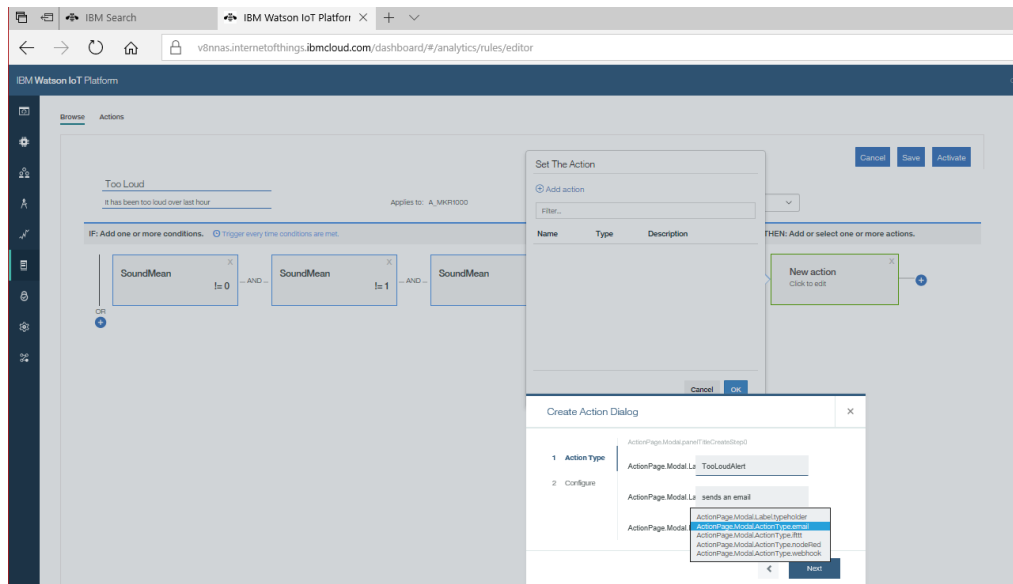 IBM Search
IBM Watson IoT Platforr
v8nnas.internetofthings.ibmcloud.com/dashboard/#/analytics/rules/editor
IBM Watson IoT Platform
Browse Actions
Cancel Save Activate
Too Loud
It has been too loud over last hour
Applies to: A_MKR1000
IF: Add one or more conditions. Trigger every time conditions are met.
SoundMean X
!= 0
... AND ...
SoundMean X
!= 1
... AND ...
SoundMean
OR
Set The Action
Add action
Filter...
Name Type Description
Cancel OK
THEN: Add or select one or more actions.
New action X
Click to edit
Create Action Dialog
ActionPage.Modal.panelTitleCreateStep0
1 Action Type
2 Configure
ActionPage.Modal.La TooLoudAlert
ActionPage.Modal.La sends an email
ActionPage.Modal.
ActionPage.Modal.Label.typeholder
ActionPage.Modal.ActionType.email
ActionPage.Modal.ActionType.ifttt
ActionPage.Modal.ActionType.nodeRed
ActionPage.Modal.ActionType.webhook
Next